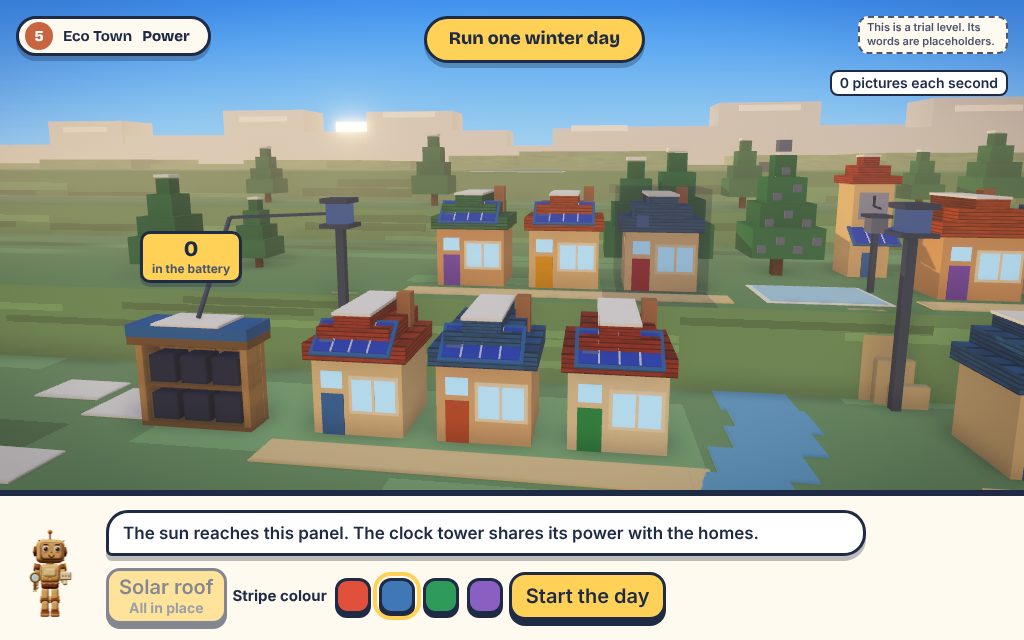 5 Eco Town Power
Run one winter day
This is a trial level. Its
words are placeholders.
0 pictures each second
0
in the battery
The sun reaches this panel. The clock tower shares its power with the homes.
Solar roof
All in place
Stripe colour
Start the day